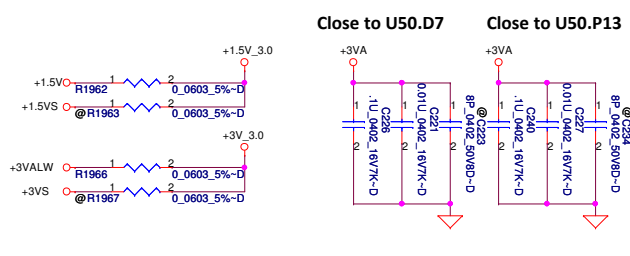 Close to U50.D7
Close to U50.P13
+1.5V_3.0
+1.5V
1
2
R1962
0_0603_5%~D
+1.5VS
1
2
@R1963
0_0603_5%~D
+3V_3.0
+3VALW
1
2
R1966
0_0603_5%~D
+3VS
1
2
@R1967
0_0603_5%~D
+3VA
1
2
C226
.1U_0402_16V7K~D
1
2
C221
0.01U_0402_16V7K~D
1
2
@C223
8P_0402_50V8D~D
+3VA
1
2
C240
.1U_0402_16V7K~D
1
2
C227
0.01U_0402_16V7K~D
1
2
@C234
8P_0402_50V8D~D